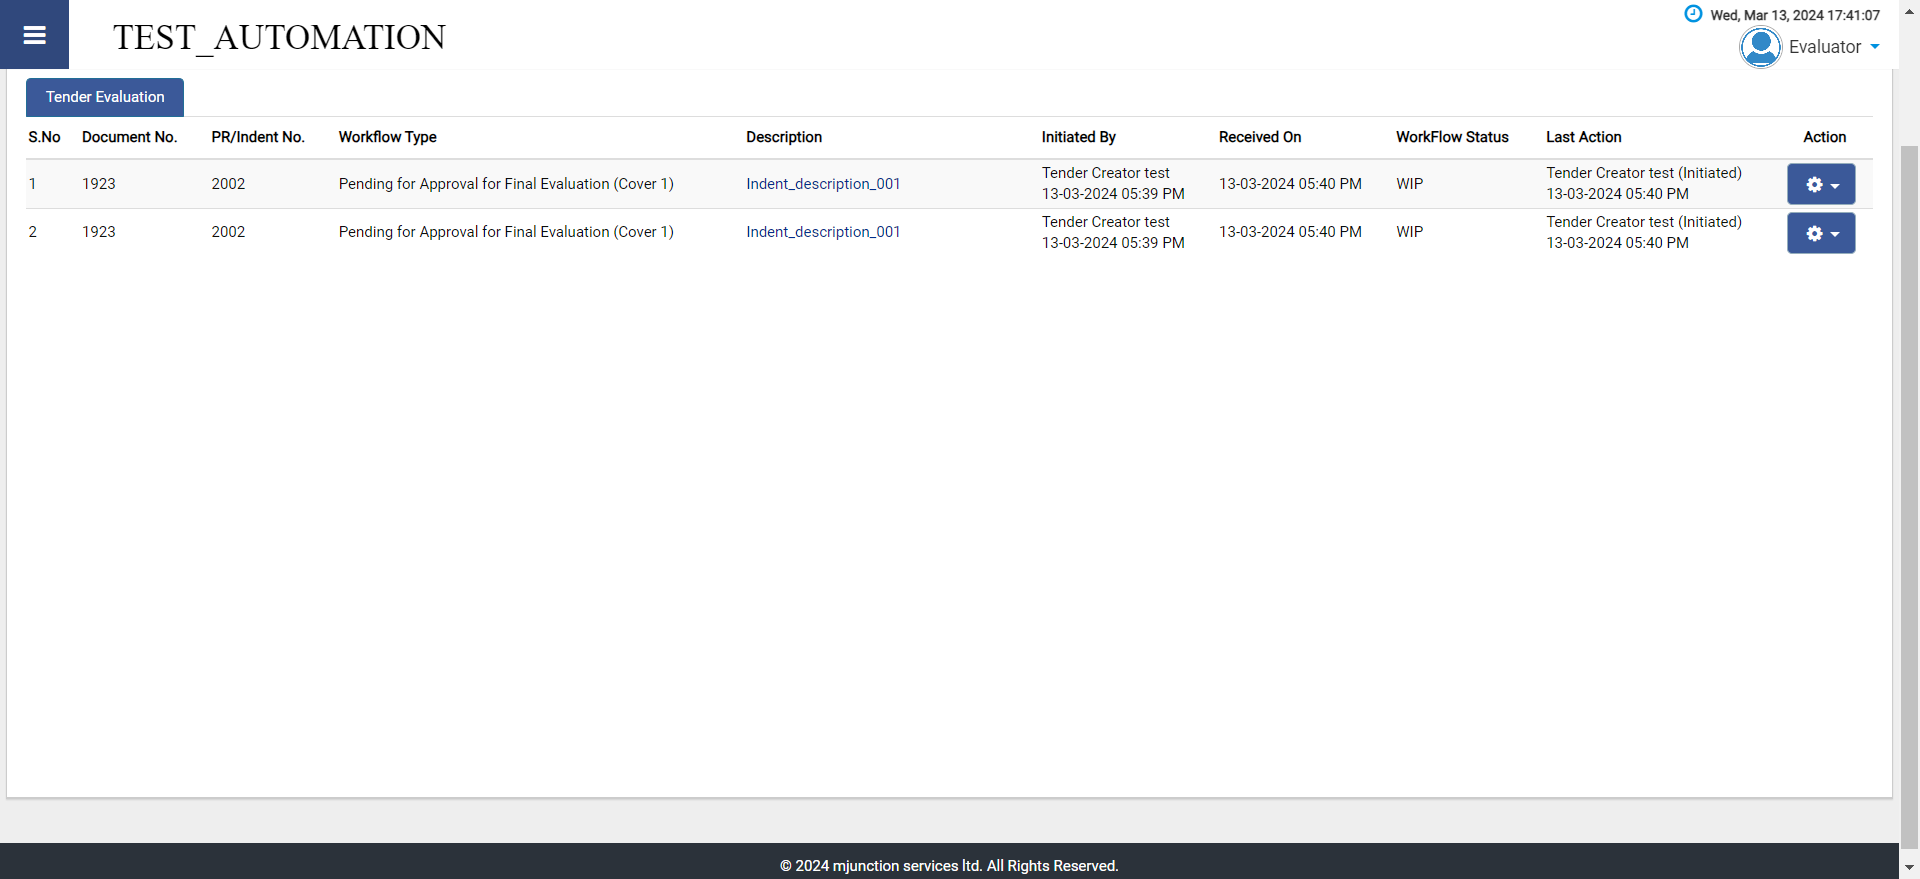 TEST_AUTOMATION
Wed, Mar 13, 2024 17:41:07
Evaluator
Tender Evaluation
S.No Document No. PR/Indent No. Workflow Type Description Initiated By Received On WorkFlow Status Last Action Action
1 1923 2002 Pending for Approval for Final Evaluation (Cover 1) Indent_description_001 Tender Creator test 13-03-2024 05:40 PM WIP Tender Creator test (Initiated)
13-03-2024 05:39 PM 13-03-2024 05:40 PM
2 1923 2002 Pending for Approval for Final Evaluation (Cover 1) Indent_description_001 Tender Creator test 13-03-2024 05:40 PM WIP Tender Creator test (Initiated)
13-03-2024 05:39 PM 13-03-2024 05:40 PM
© 2024 mjunction services ltd. All Rights Reserved.